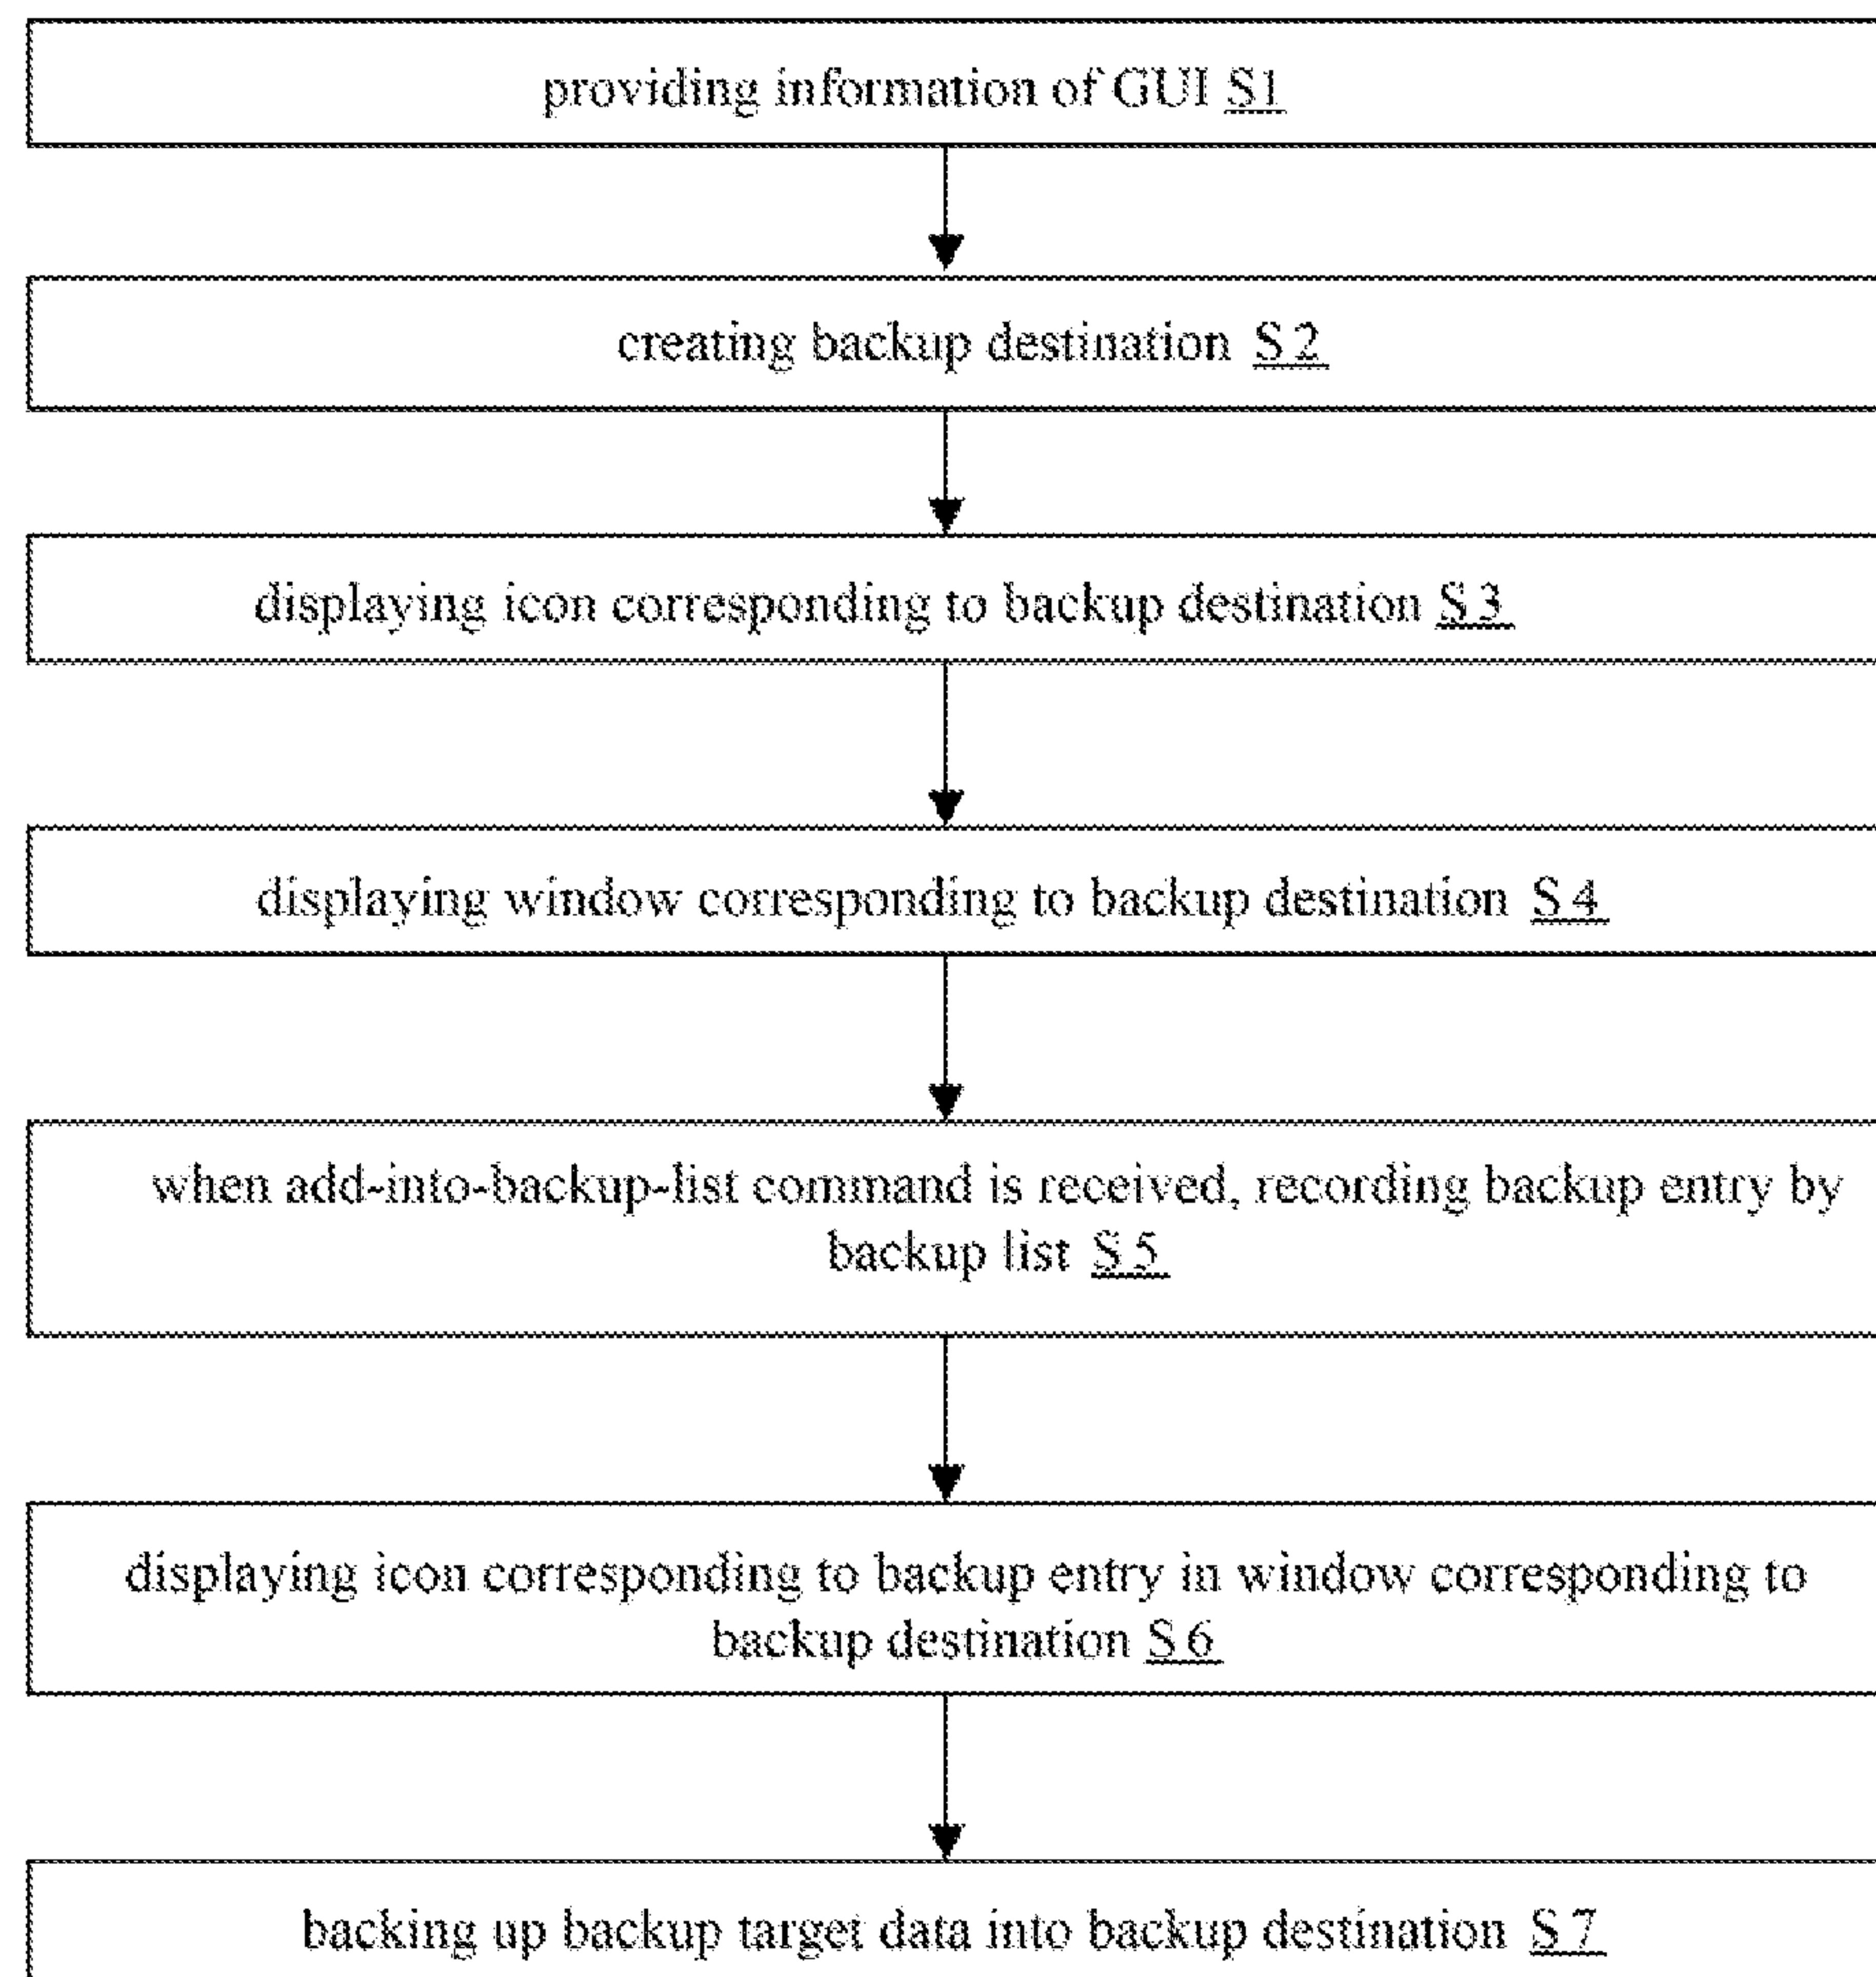 providing information of GUI S1
creating backup destination S2
displaying icon corresponding to backup destination S3
displaying window corresponding to backup destination S4
when add-into-backup-list command is received, recording backup entry by
backup list S5
displaying icon corresponding to backup entry in window corresponding to
backup destination S6
backing up backup target data into backup destination S7